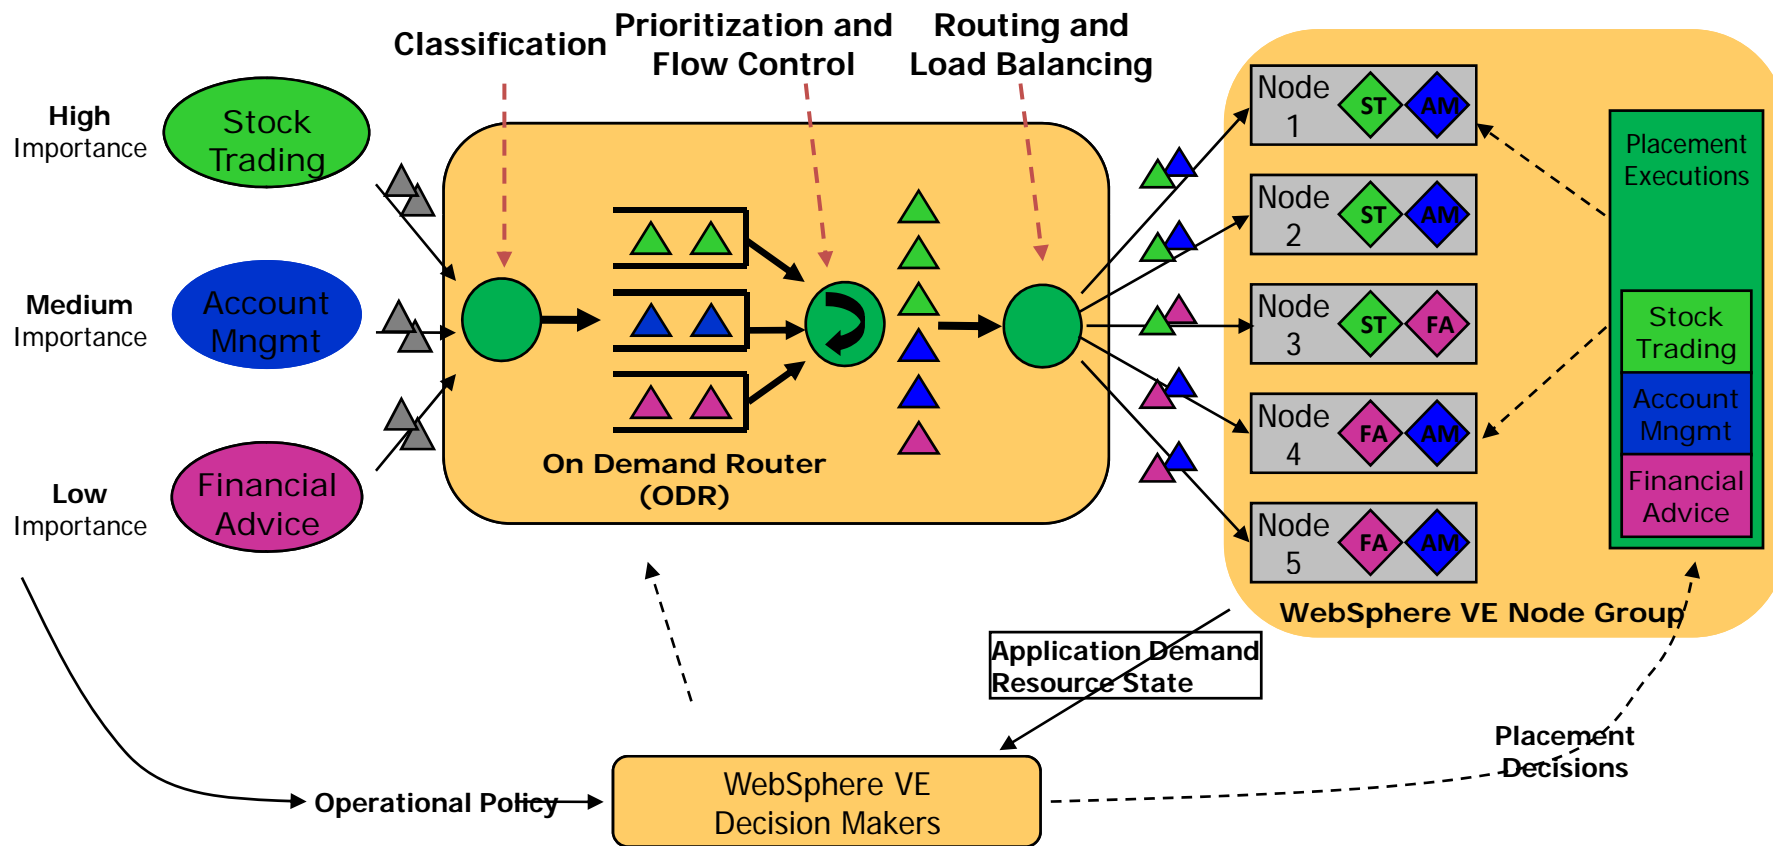 Classification
Prioritization and
Flow Control
Routing and
Load Balancing
High
Importance
Stock
Trading
Medium
Importance
Account
Mngmt
Low
Importance
Financial
Advice
On Demand Router
(ODR)
Node
1
ST
AM
Node
2
ST
AM
Node
3
ST
FA
Node
4
FA
AM
Node
5
FA
AM
Placement
Executions
Stock
Trading
Account
Mngmt
Financial
Advice
WebSphere VE Node Group
Application Demand
Resource State
Placement
Decisions
Operational Policy
WebSphere VE
Decision Makers